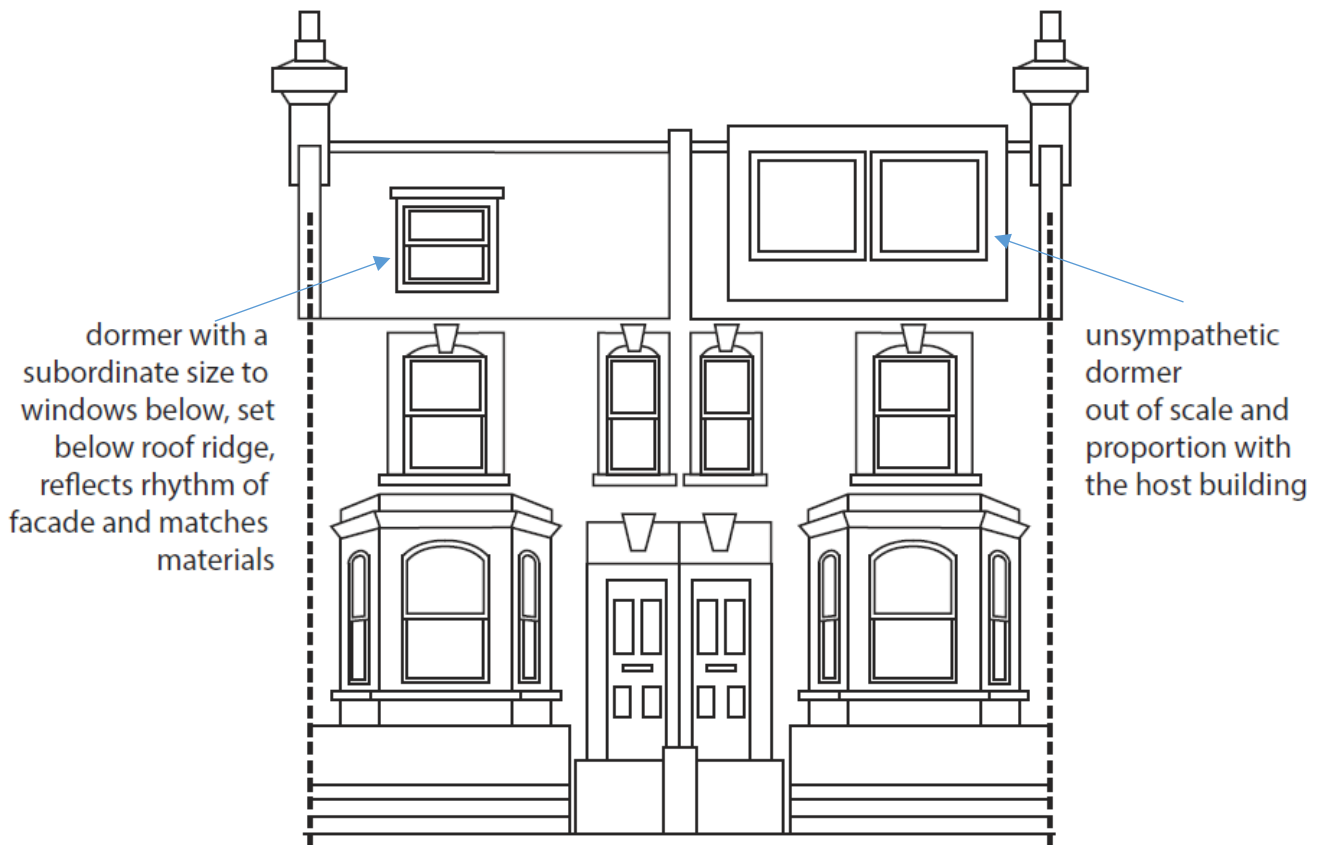 dormer with a
subordinate size to
windows below, set
below roof ridge,
reflects rhythm of
facade and matches
materials
unsympathetic
dormer
out of scale and
proportion with
the host building